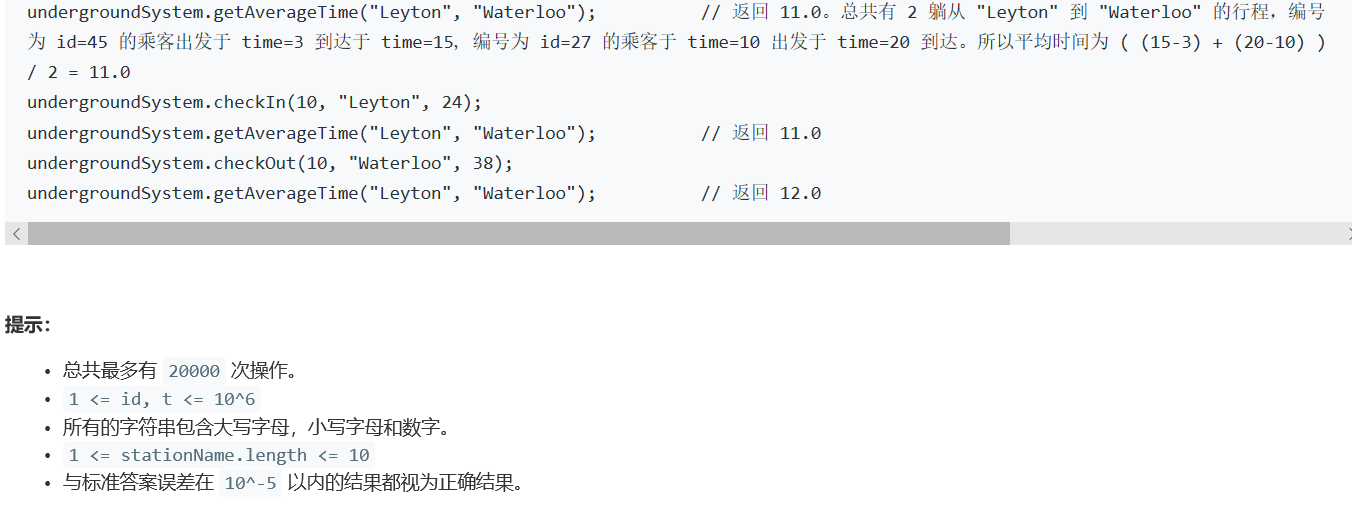 undergroundSystem.getAverageTime("Leyton", "Waterloo"); // 返回 11.0。总共有 2 躺从 "Leyton" 到 "Waterloo" 的行程，编号
为 id=45 的乘客出发于 time=3 到达于 time=15，编号为 id=27 的乘客于 time=10 出发于 time=20 到达。所以平均时间为 ( (15-3) + (20-10) )
/ 2 = 11.0
undergroundSystem.checkIn(10, "Leyton", 24);
undergroundSystem.getAverageTime("Leyton", "Waterloo"); // 返回 11.0
undergroundSystem.checkOut(10, "Waterloo", 38);
undergroundSystem.getAverageTime("Leyton", "Waterloo"); // 返回 12.0
提示：
• 总共最多有 20000 次操作。
• 1 <= id, t <= 10^6
• 所有的字符串包含大写字母，小写字母和数字。
• 1 <= stationName.length <= 10
• 与标准答案误差在 10^-5 以内的结果都视为正确结果。